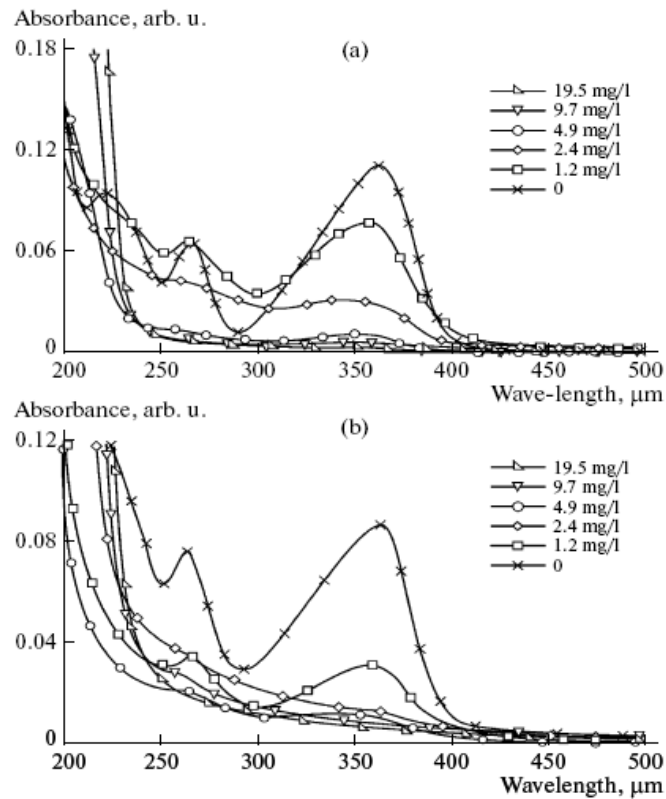 Absorbance, arb. u.
(a)
0.18
0.12
0.06
0
19.5 mg/l
9.7 mg/l
4.9 mg/l
2.4 mg/l
1.2 mg/l
0
200 250 300 350 400 450 500
Wave-length, μm
Absorbance, arb. u.
(b)
0.12
0.08
0.04
0
19.5 mg/l
9.7 mg/l
4.9 mg/l
2.4 mg/l
1.2 mg/l
0
200 250 300 350 400 450 500
Wavelength, μm